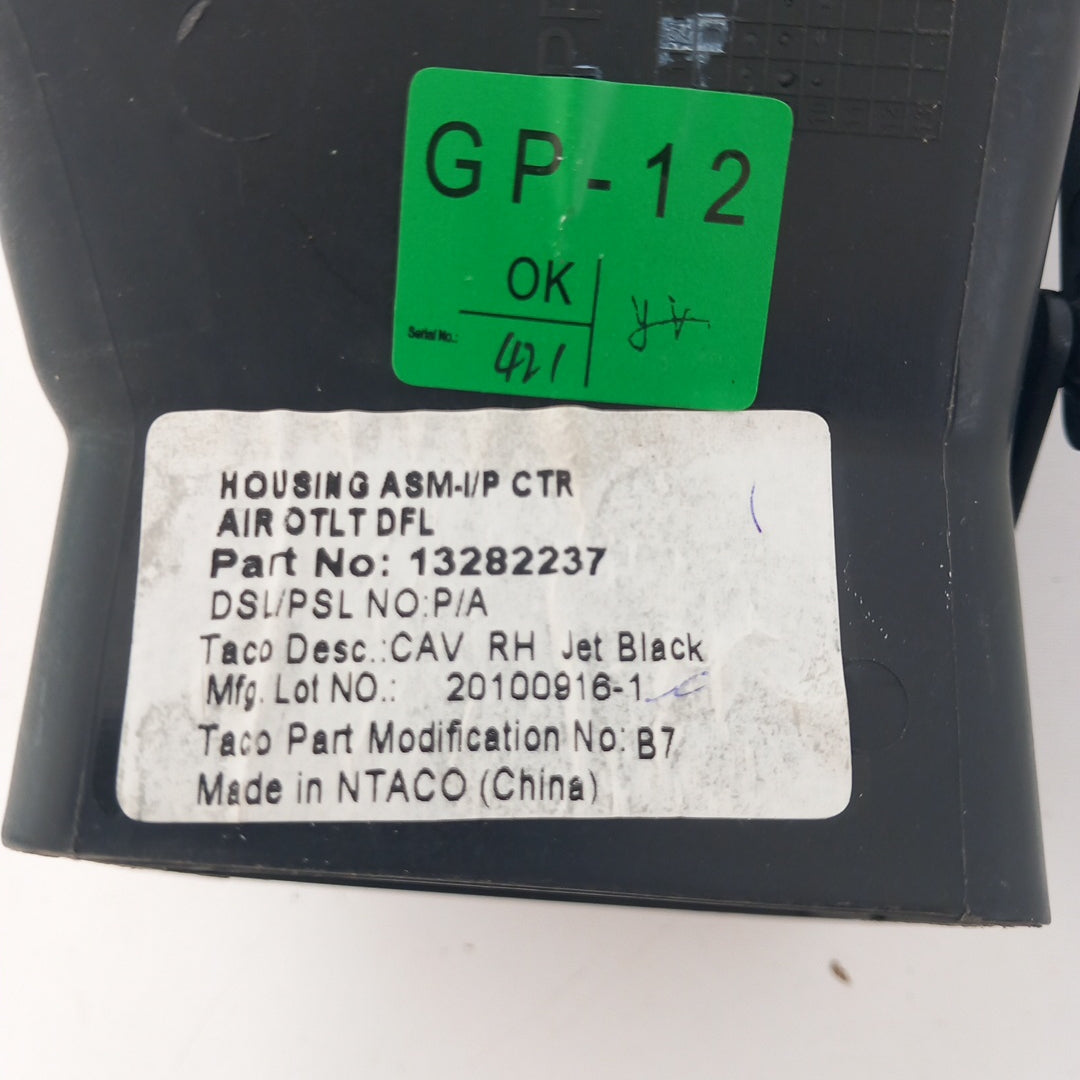 GP-12
OK
Serial No.:
421
HOUSING ASM-I/P CTR
AIR OTLT DFL
Part No: 13282237
DSL/PSL NO:P/A
Taco Desc.:CAV RH Jet Black
Mfg. Lot NO.: 20100916-1
Taco Part Modification No: B7
Made in NTACO (China)